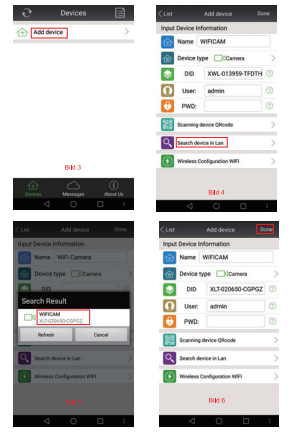 Devices
Add device
Bild 3
Devices
Messages
About Us
List
Add device
Done
Input Device Information
Name WIFICAM
Device type Camera
DID XWL-013959-TFDTH
User: admin
PWD:
Scanning device QRcode
Search device in Lan
Wireless Configuration WIFI
Bild 4
List
Add device
Done
Input Device Information
Name WiFi Camera
Device type Camera
Search Result
WIFICAM
XLT-020650-CGPGZ
Refresh
Cancel
Search device in Lan
Wireless Configuration WIFI
List
Add device
Done
Input Device Information
Name WIFICAM
Device type Camera
DID XLT-020650-CGPGZ
User: admin
PWD:
Scanning device QRcode
Search device in Lan
Wireless Configuration WIFI
Bild 6